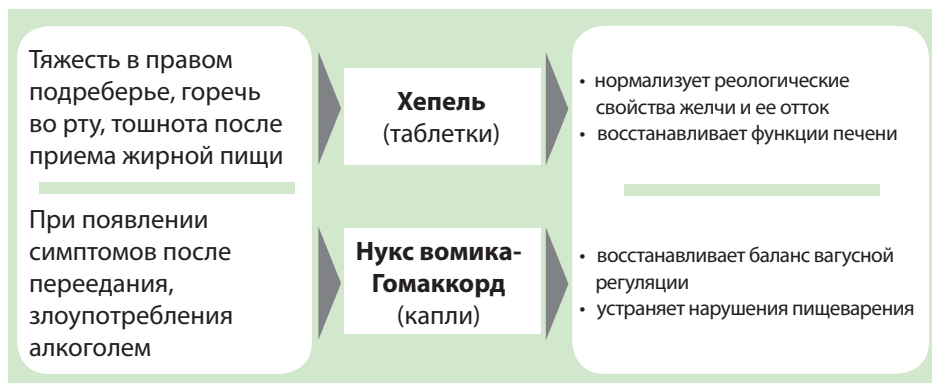 Тяжесть в правом
подреберье, горечь
во рту, тошнота после
приема жирной пищи
Хепель
(таблетки)
• нормализует реологические
свойства желчи и ее отток
• восстанавливает функции печени
При появлении
симптомов после
переедания,
злоупотребления
алкоголем
Нукс вомика-
Гомаккорд
(капли)
• восстанавливает баланс вагусной
регуляции
• устраняет нарушения пищеварения